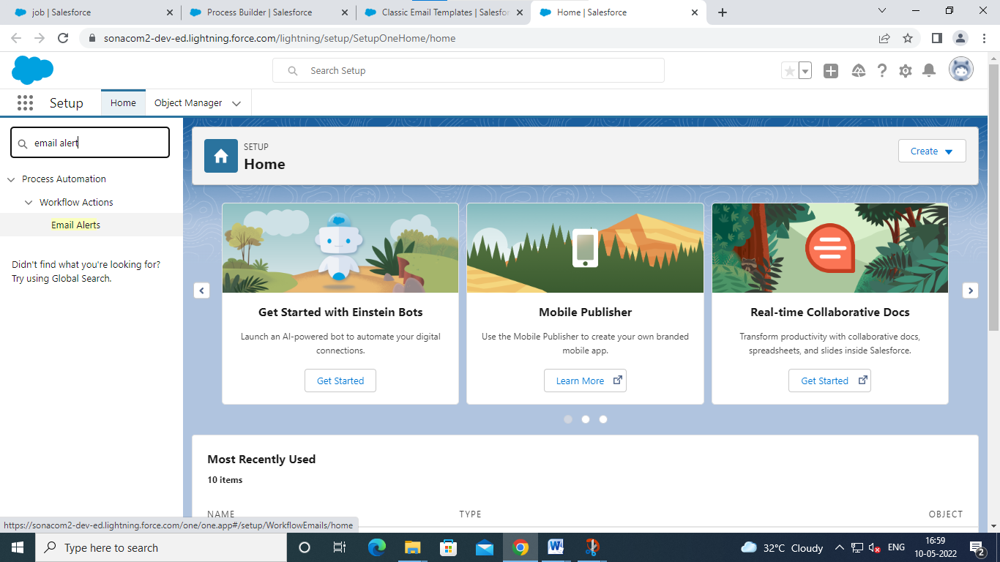 job | Salesforce
Process Builder | Salesforce
Classic Email Templates | Salesfor
Home | Salesforce
sonacom2-dev-ed.lightning.force.com/lightning/setup/SetupOneHome/home
Search Setup
Setup
Home
Object Manager
email alert
Process Automation
Workflow Actions
Email Alerts
Didn't find what you're looking for?
Try using Global Search.
SETUP
Home
Create
Get Started with Einstein Bots
Launch an AI-powered bot to automate your digital
connections.
Get Started
Mobile Publisher
Use the Mobile Publisher to create your own branded
mobile app.
Learn More
Real-time Collaborative Docs
Transform productivity with collaborative docs,
spreadsheets, and slides inside Salesforce.
Get Started
Most Recently Used
10 items
NAME
TYPE
OBJECT
https://sonacom2-dev-ed.lightning.force.com/one/one.app#/setup/WorkflowEmails/home
Type here to search
32°C Cloudy
ENG
16:59
10-05-2022
2